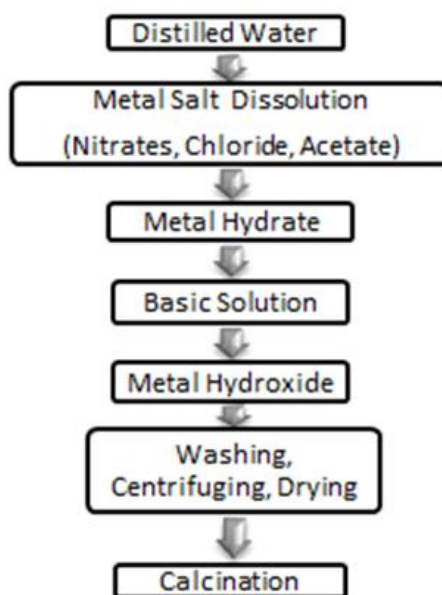 Distilled Water
Metal Salt Dissolution
(Nitrates, Chloride, Acetate)
Metal Hydrate
Basic Solution
Metal Hydroxide
Washing,
Centrifuging, Drying
Calcination